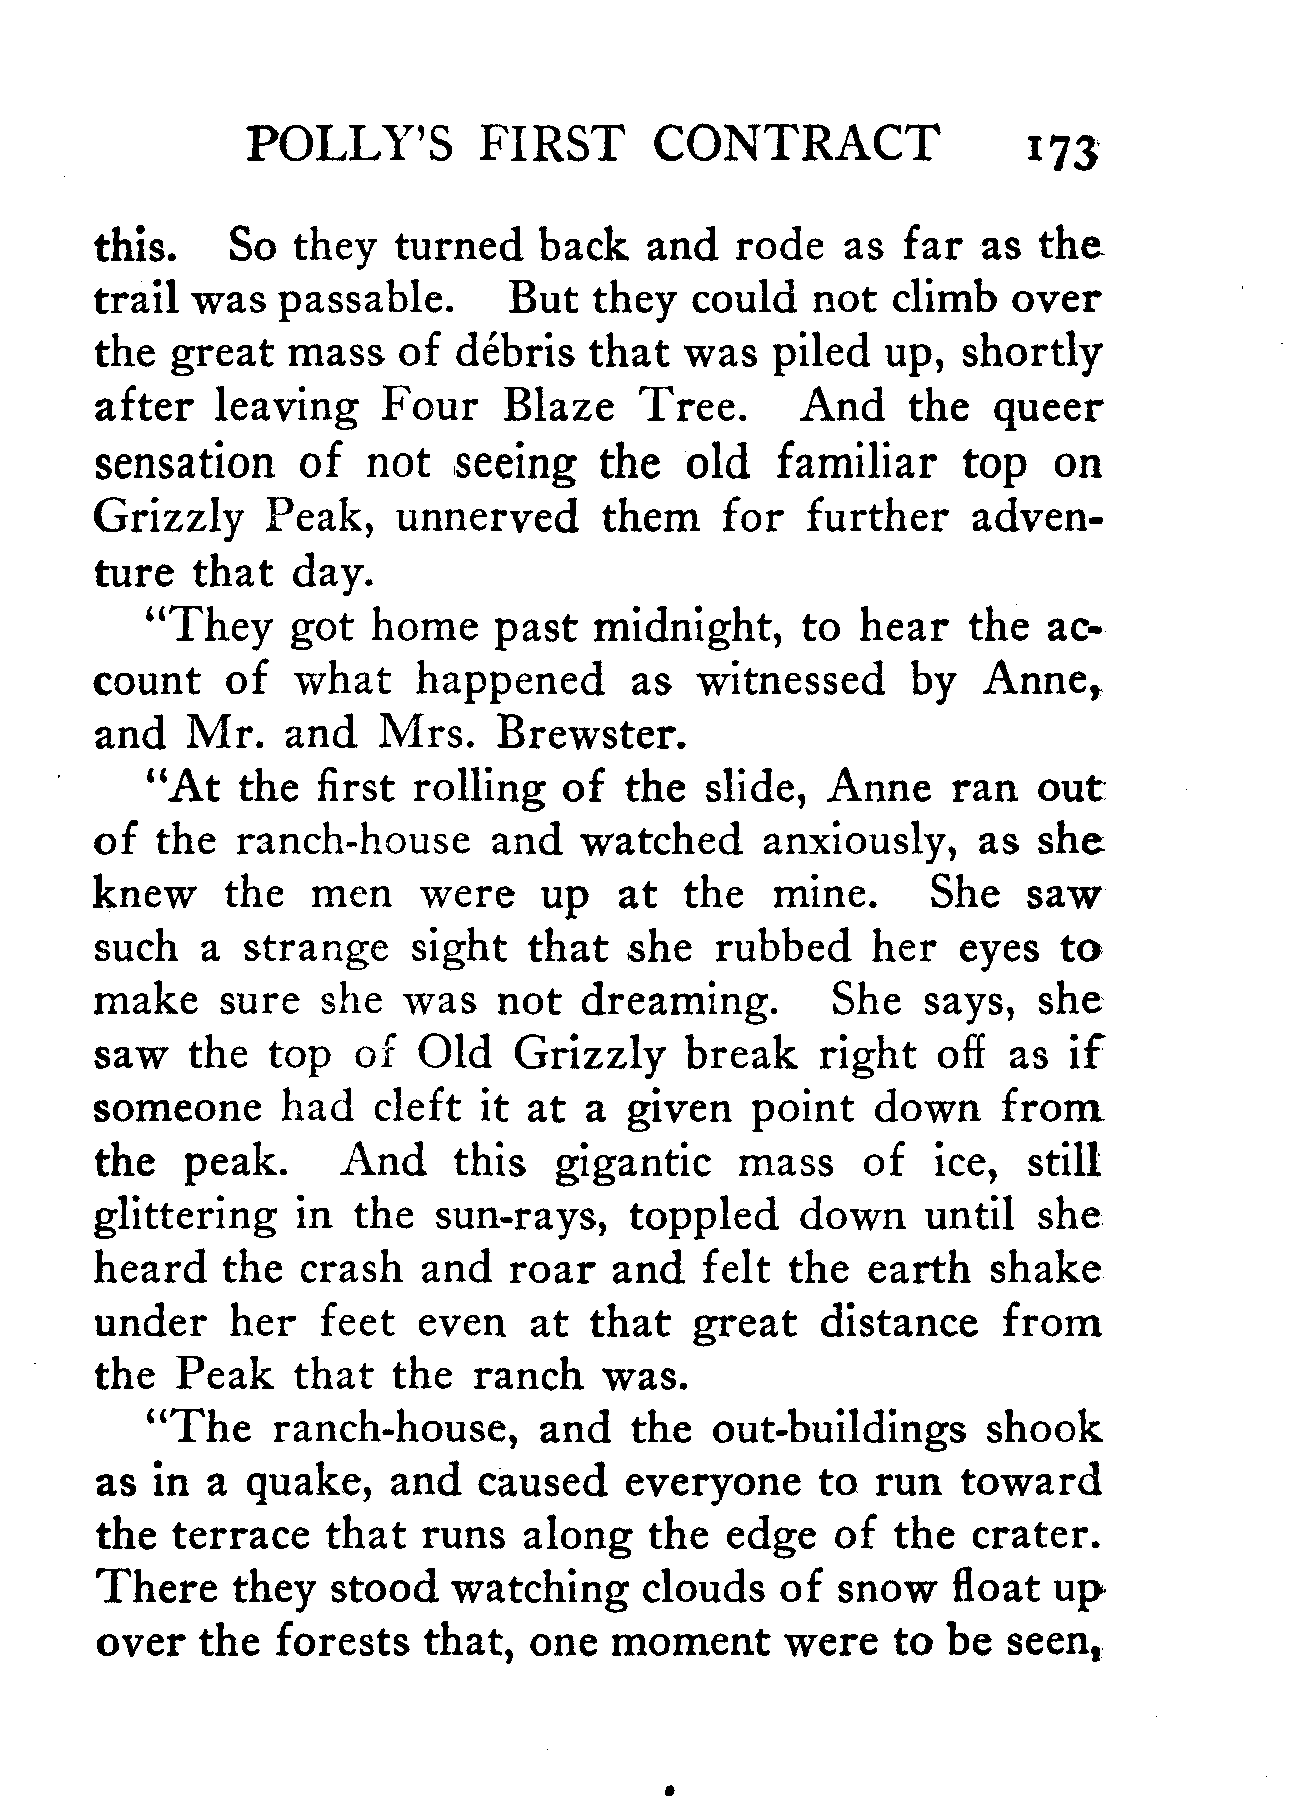 POLLY'S FIRST CONTRACT 173
this. So they turned back and rode as far as the
trail was passable. But they could not climb over
the great mass of débris that was piled up, shortly
after leaving Four Blaze Tree. And the queer
sensation of not seeing the old familiar top on
Grizzly Peak, unnerved them for further adven-
ture that day.
"They got home past midnight, to hear the ac-
count of what happened as witnessed by Anne,
and Mr. and Mrs. Brewster.
"At the first rolling of the slide, Anne ran out
of the ranch-house and watched anxiously, as she
knew the men were up at the mine. She saw
such a strange sight that she rubbed her eyes to
make sure she was not dreaming. She says, she
saw the top of Old Grizzly break right off as if
someone had cleft it at a given point down from
the peak. And this gigantic mass of ice, still
glittering in the sun-rays, toppled down until she
heard the crash and roar and felt the earth shake
under her feet even at that great distance from
the Peak that the ranch was.
"The ranch-house, and the out-buildings shook
as in a quake, and caused everyone to run toward
the terrace that runs along the edge of the crater.
There they stood watching clouds of snow float up
over the forests that, one moment were to be seen,